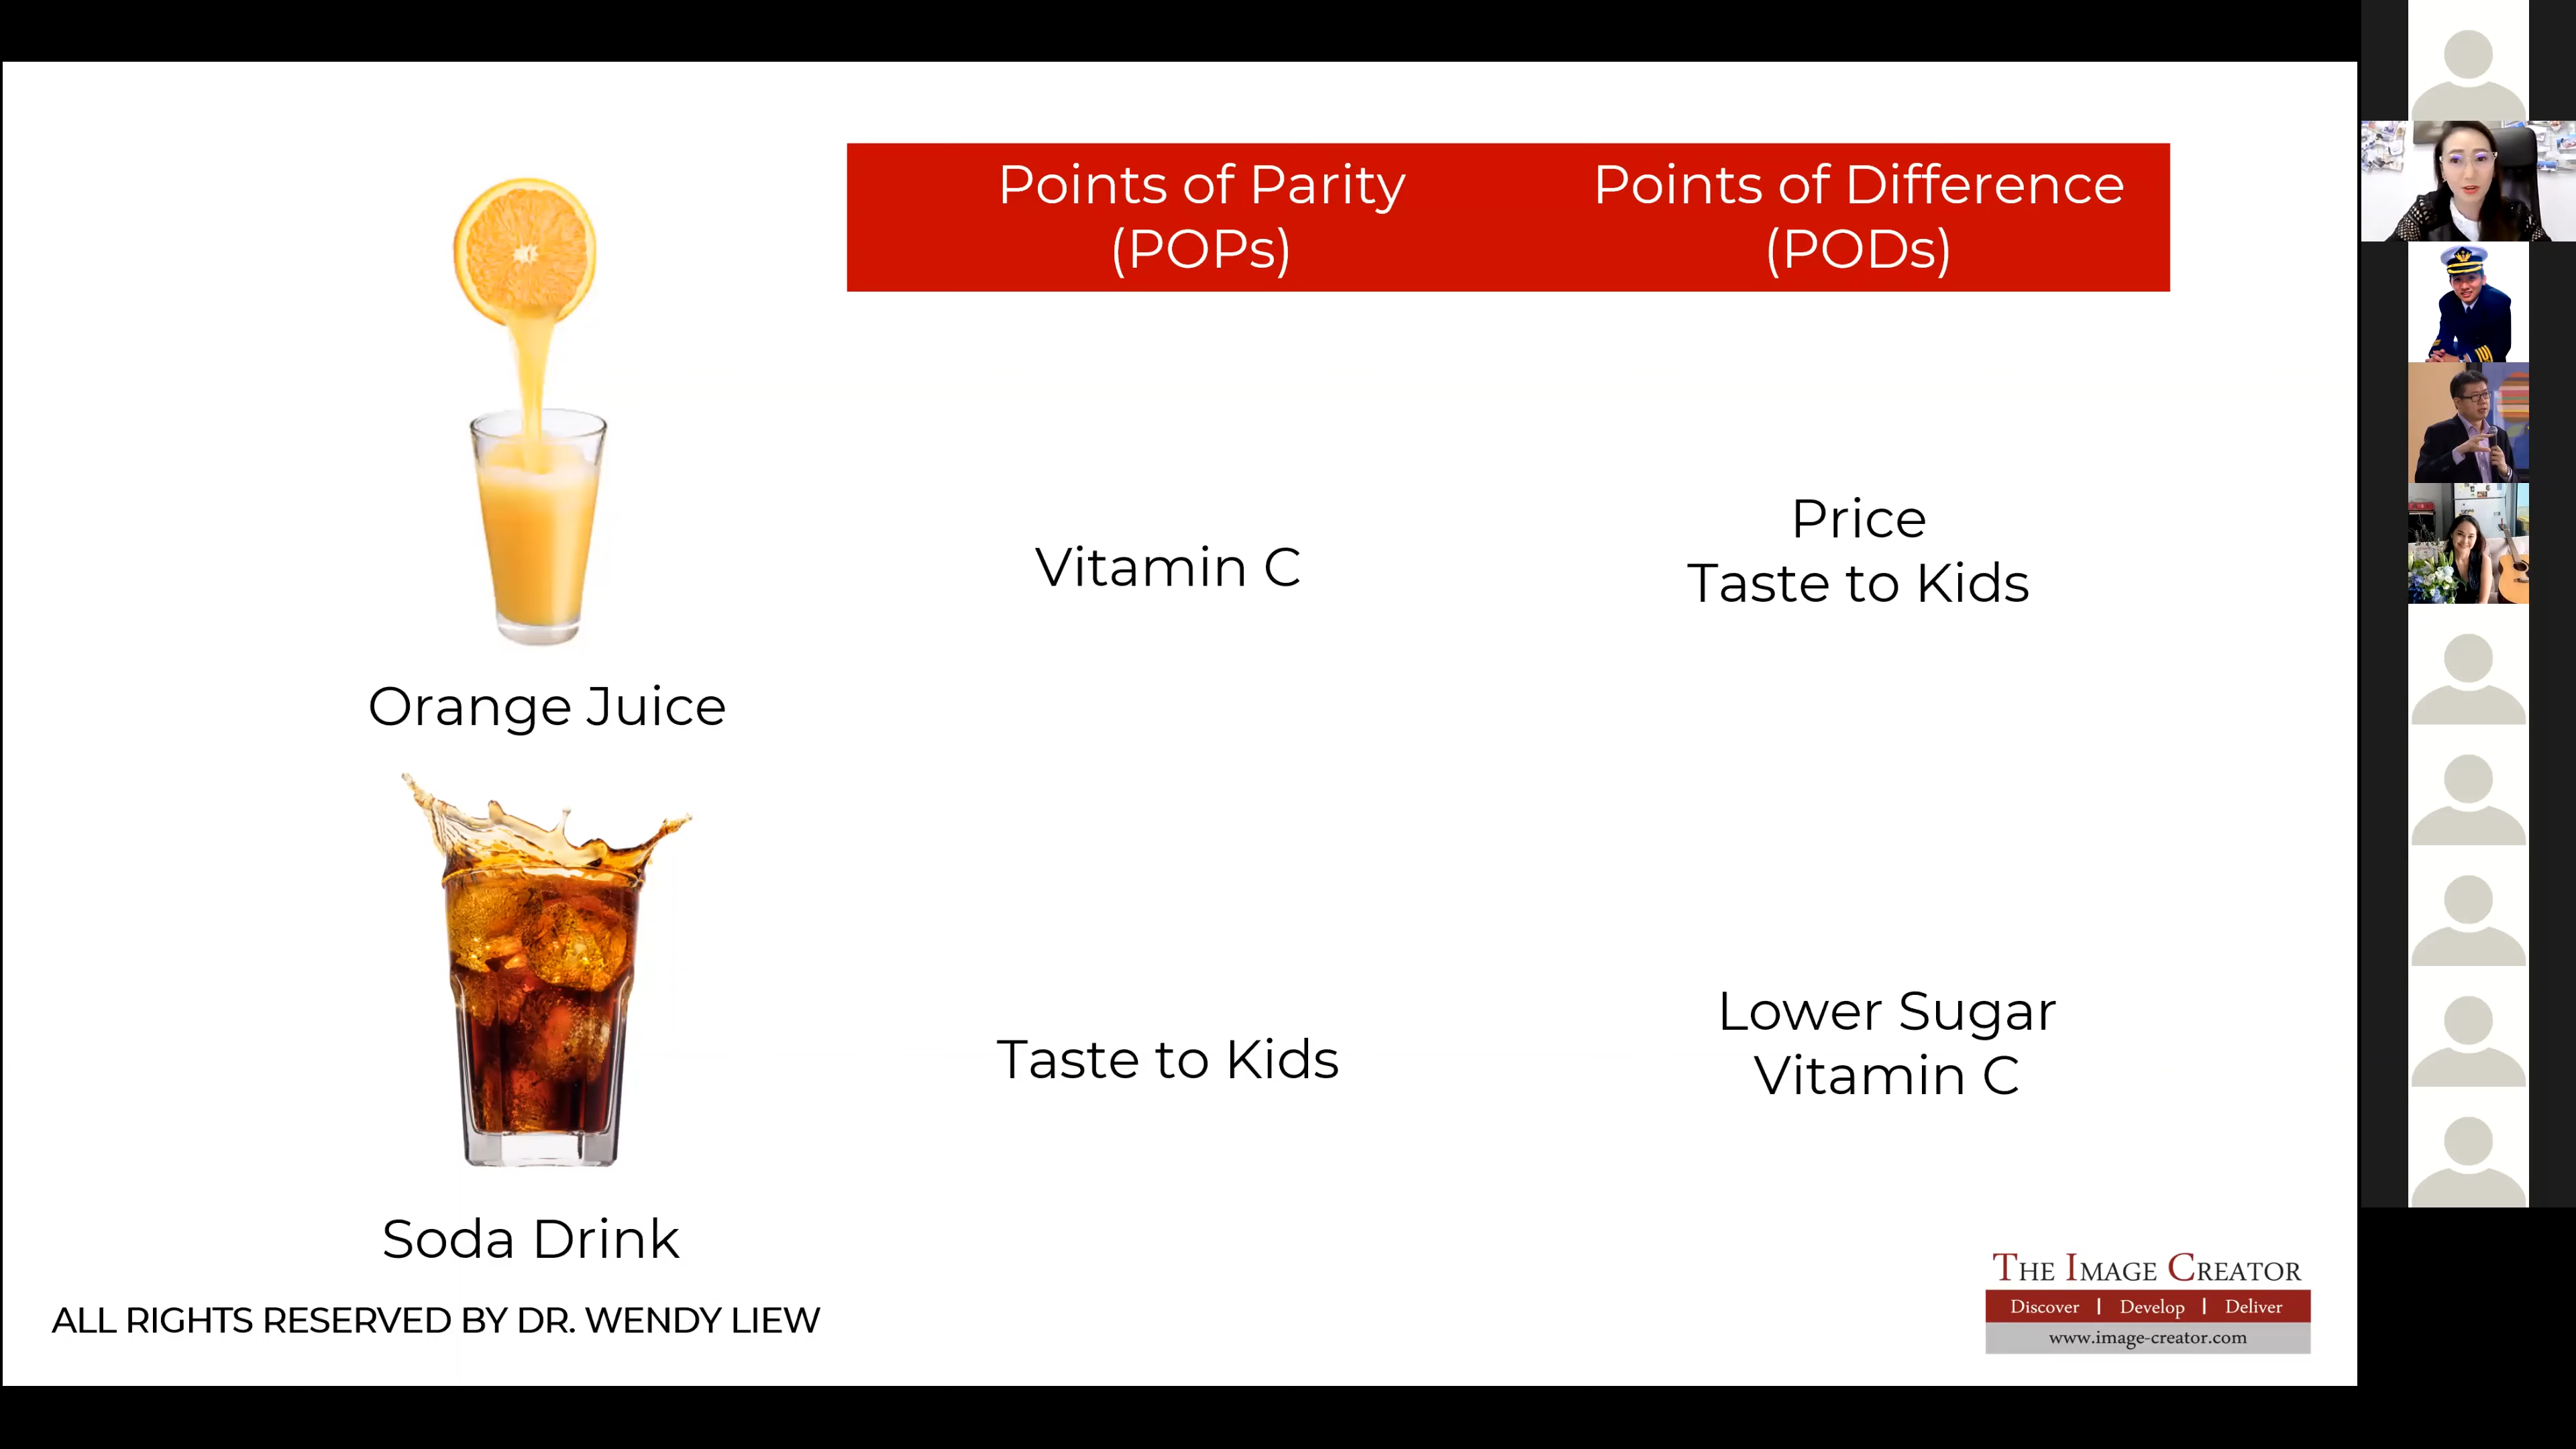 Points of Parity
(POPs)
Points of Difference
(PODs)
Vitamin C
Price
Taste to Kids
Orange Juice
Taste to Kids
Lower Sugar
Vitamin C
Soda Drink
ALL RIGHTS RESERVED BY DR. WENDY LIEW
THE IMAGE CREATOR
Discover | Develop | Deliver
www.image-creator.com